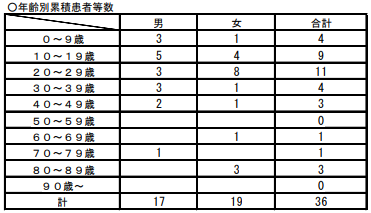 〇年齢別累積患者等数
男 女 合計
０～９歳 3 1 4
１０～１９歳 5 4 9
２０～２９歳 3 8 11
３０～３９歳 3 1 4
４０～４９歳 2 1 3
５０～５９歳 0
６０～６９歳 1 1
７０～７９歳 1 1
８０～８９歳 3 3
９０歳～ 0
計 17 19 36